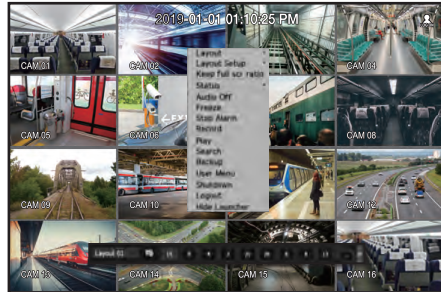 2019-01-01 01:10:25 PM
CAM 01
CAM 02
CAM 04
Layout
Layout Setup
Keep full scr ratio
Status
Audio Off
Freeze
Stop Alarm
Record
Play
Search
Backup
User Menu
Shutdown
Logout
Hide Launcher
CAM 05
CAM 06
CAM 08
CAM 09
CAM 10
CAM 12
Layout 01
CAM 13
CAM 14
CAM 15
CAM 16